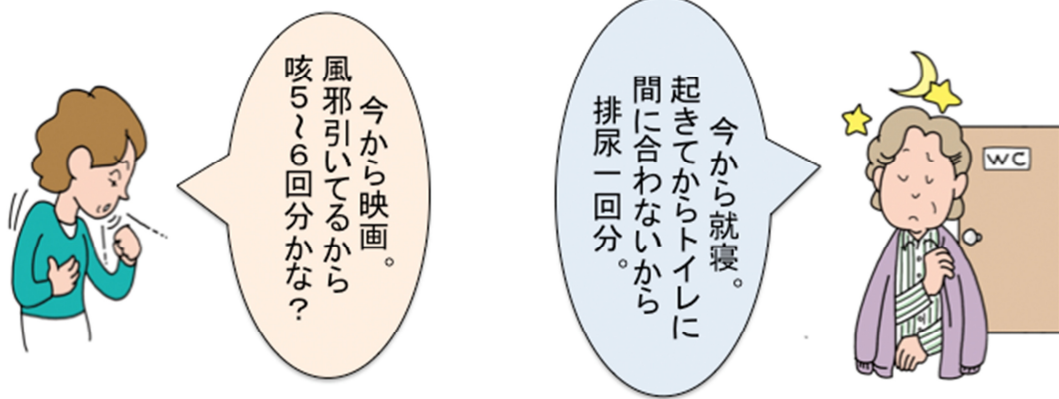 今から映画。
風邪引いてるから
咳5～6回分かな?
今から就寝。
起きてからトイレに
間に合わないから
排尿一回分。
WC